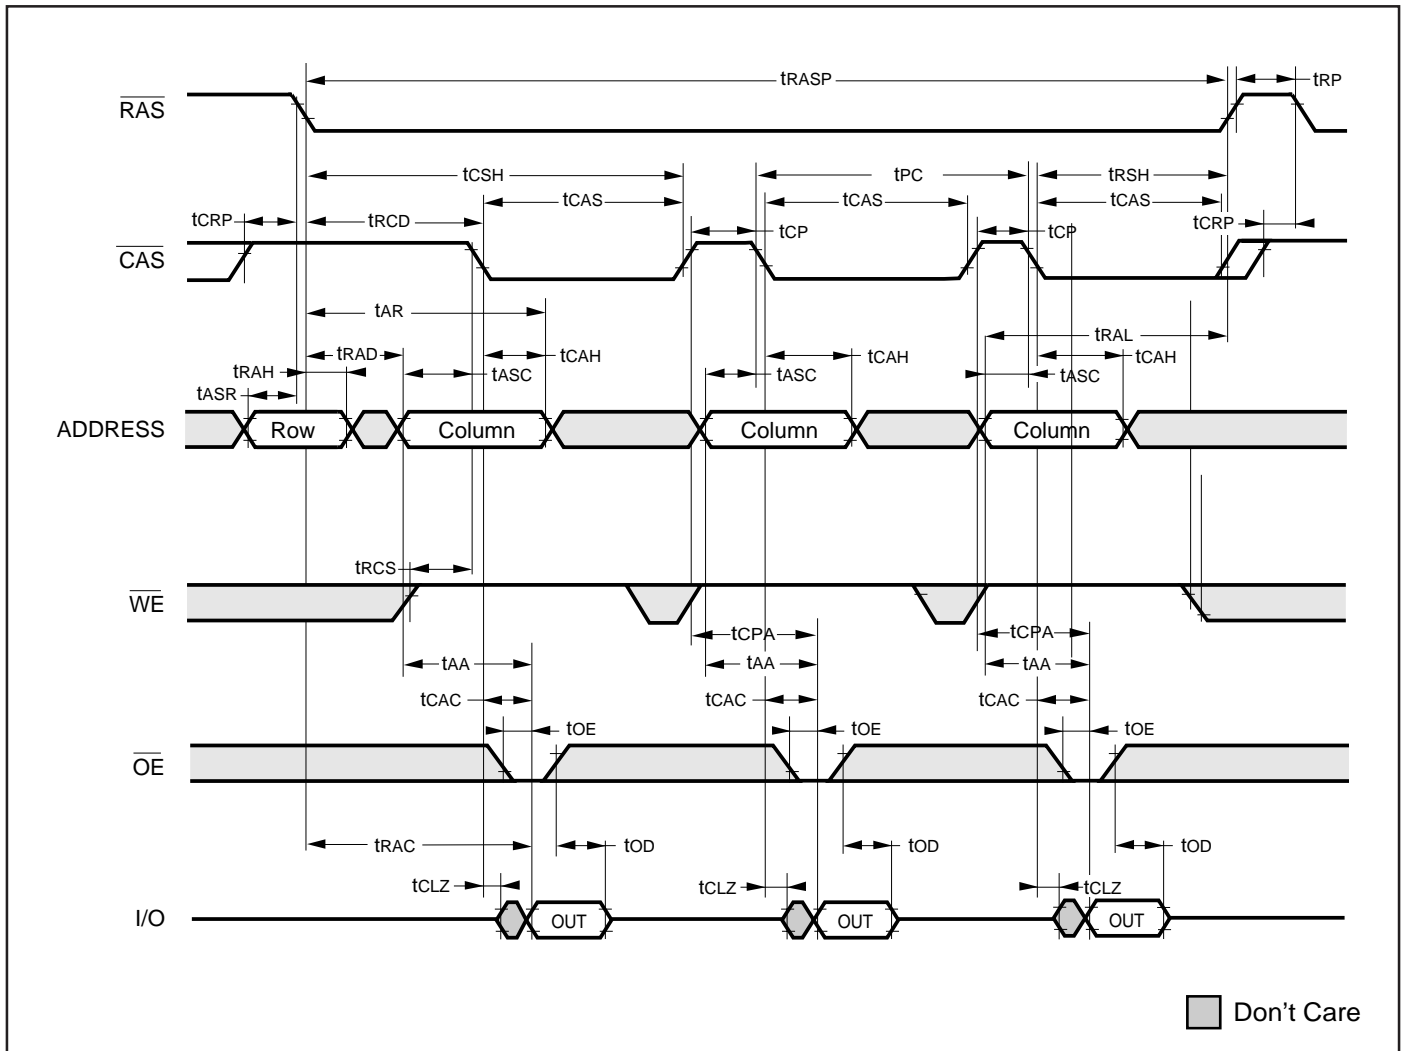 tRASP
tRP
RAS
tCSH
tPC
tRSH
tCAS
tCAS
tCAS
tCRP
tRCD
tCP
tCP
tCRP
CAS
tAR
tRAL
tRAD
tCAH
tCAH
tCAH
tRAH
tASC
tASC
tASC
tASR
ADDRESS
Row
Column
Column
Column
tRCS
WE
tCPA
tCPA
tAA
tAA
tAA
tCAC
tCAC
tCAC
tOE
tOE
tOE
OE
tRAC
tOD
tOD
tOD
tCLZ
tCLZ
tCLZ
I/O
OUT
OUT
OUT
Don't Care